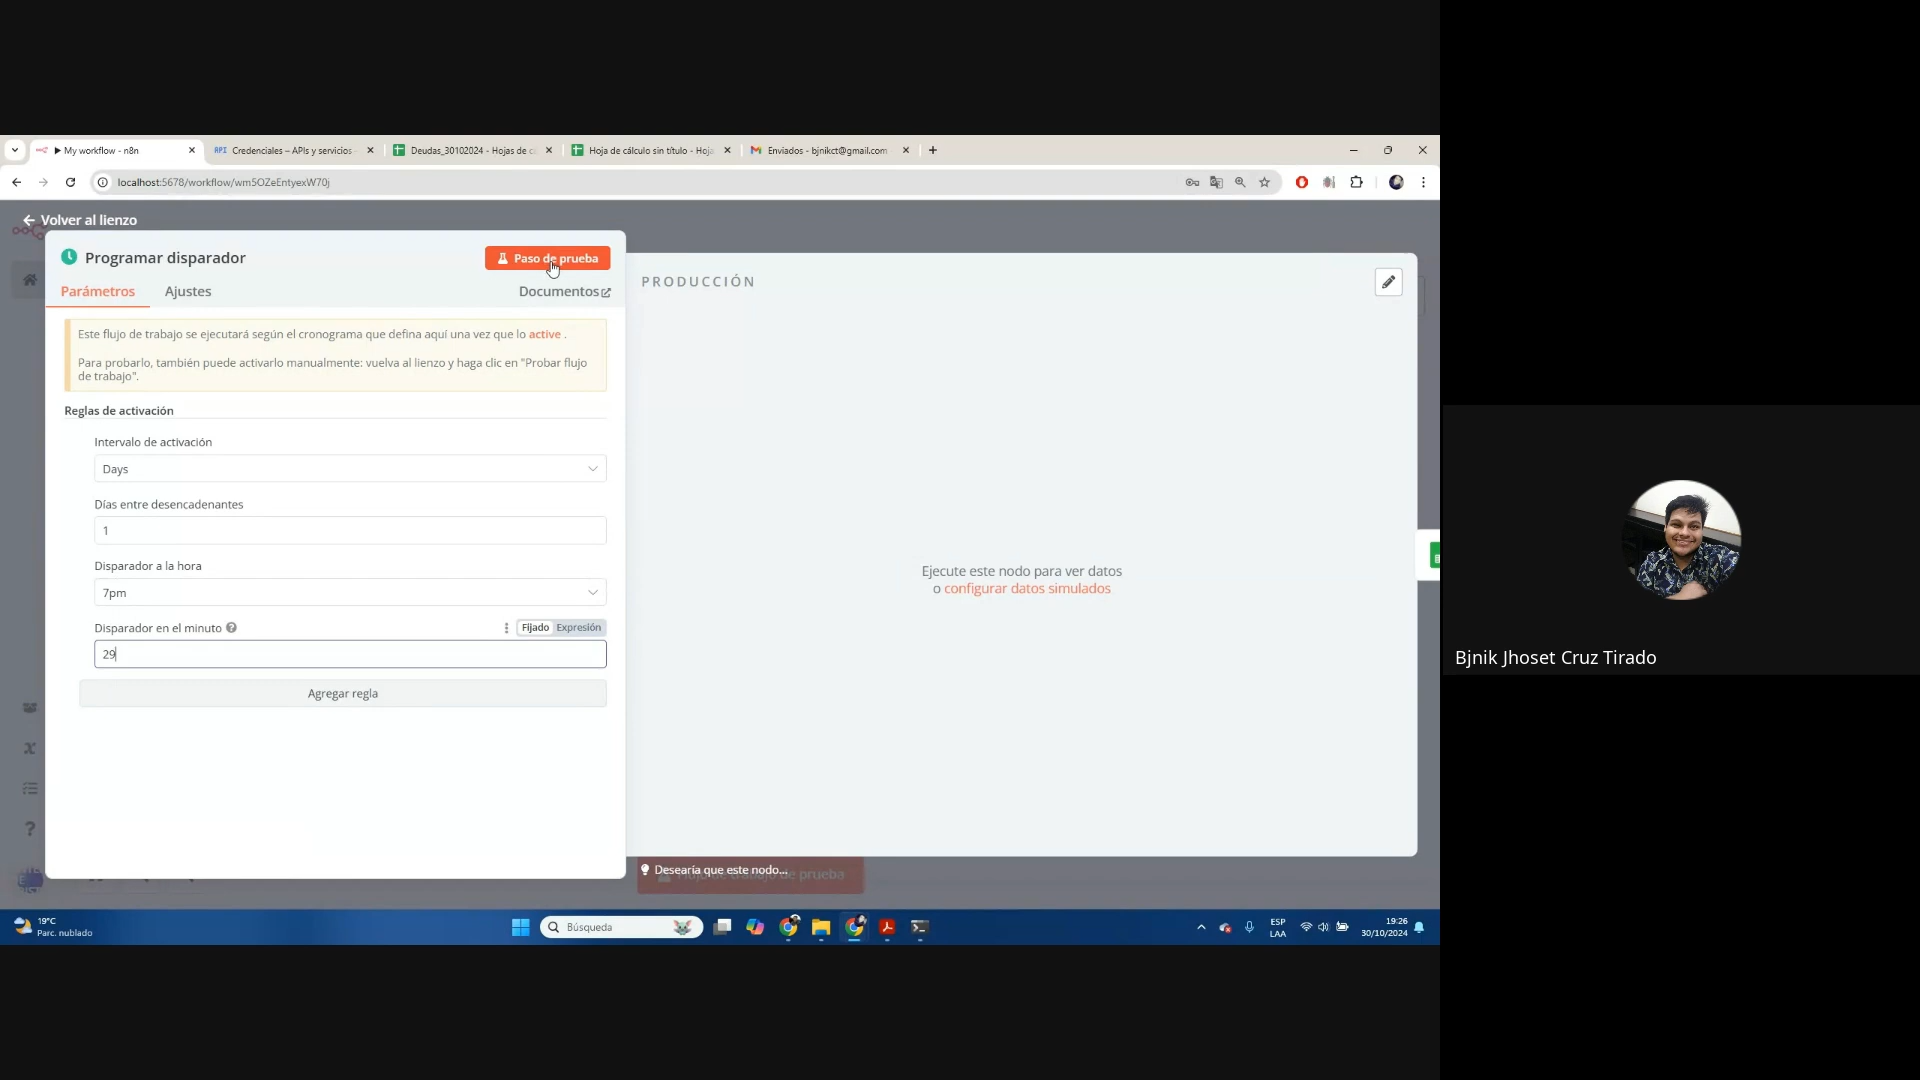 My workflow - n8n
API Credenciales – APIs y servicios
Deudas_30102024 - Hojas de c
Hoja de cálculo sin título - Hoja
Enviados - bjnikct@gmail.com
localhost:5678/workflow/wm5OZeEntyexW70j
Volver al lienzo
Programar disparador
Paso de prueba
Parámetros
Ajustes
Documentos
Este flujo de trabajo se ejecutará según el cronograma que defina aquí una vez que lo active .
Para probarlo, también puede activarlo manualmente: vuelva al lienzo y haga clic en "Probar flujo
de trabajo".
Reglas de activación
Intervalo de activación
Days
Días entre desencadenantes
1
Disparador a la hora
7pm
Disparador en el minuto
Fijado
Expresión
29
Agregar regla
PRODUCCIÓN
Ejecute este nodo para ver datos
o configurar datos simulados
Desearía que este nodo...
Flujo de trabajo de prueba
19°C
Parc. nublado
Búsqueda
ESP
LAA
19:26
30/10/2024
Bjnik Jhoset Cruz Tirado